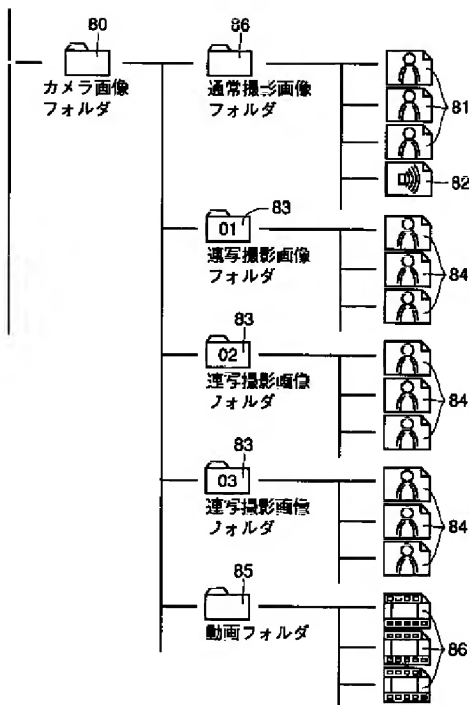 80
カメラ画像
フォルダ
86
通常撮影画像
フォルダ
81
82
83
01
連写撮影画像
フォルダ
84
83
02
連写撮影画像
フォルダ
84
83
03
連写撮影画像
フォルダ
84
85
動画フォルダ
86